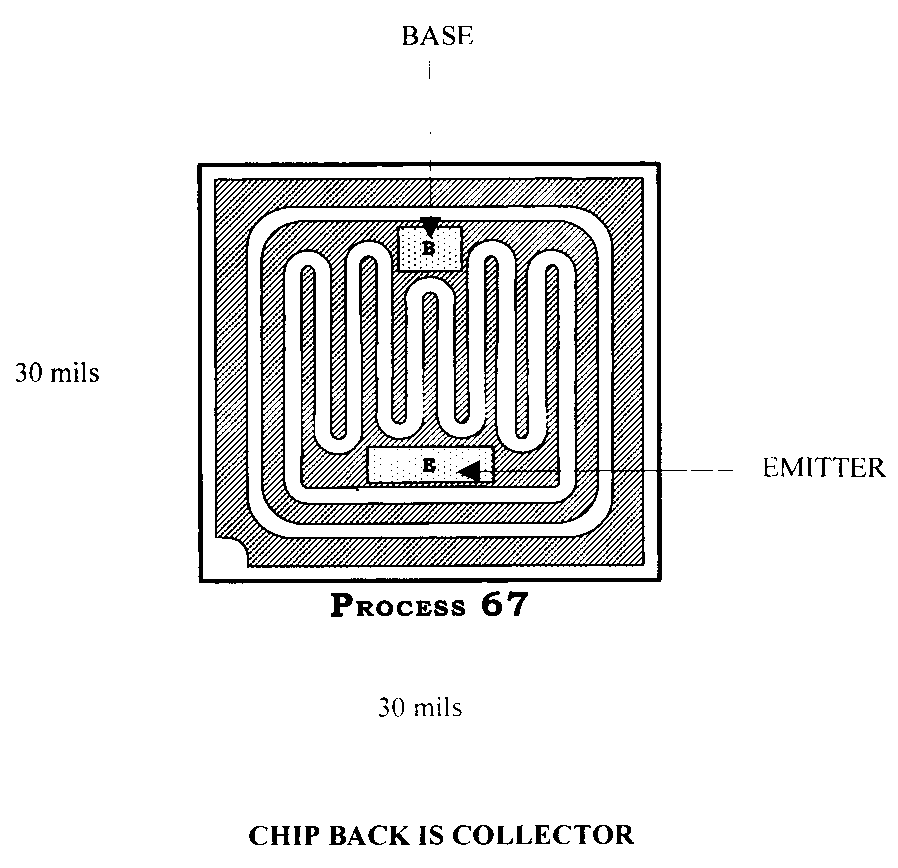 BASE
B
30 mils
E
EMITTER
PROCESS 67
30 mils
CHIP BACK IS COLLECTOR